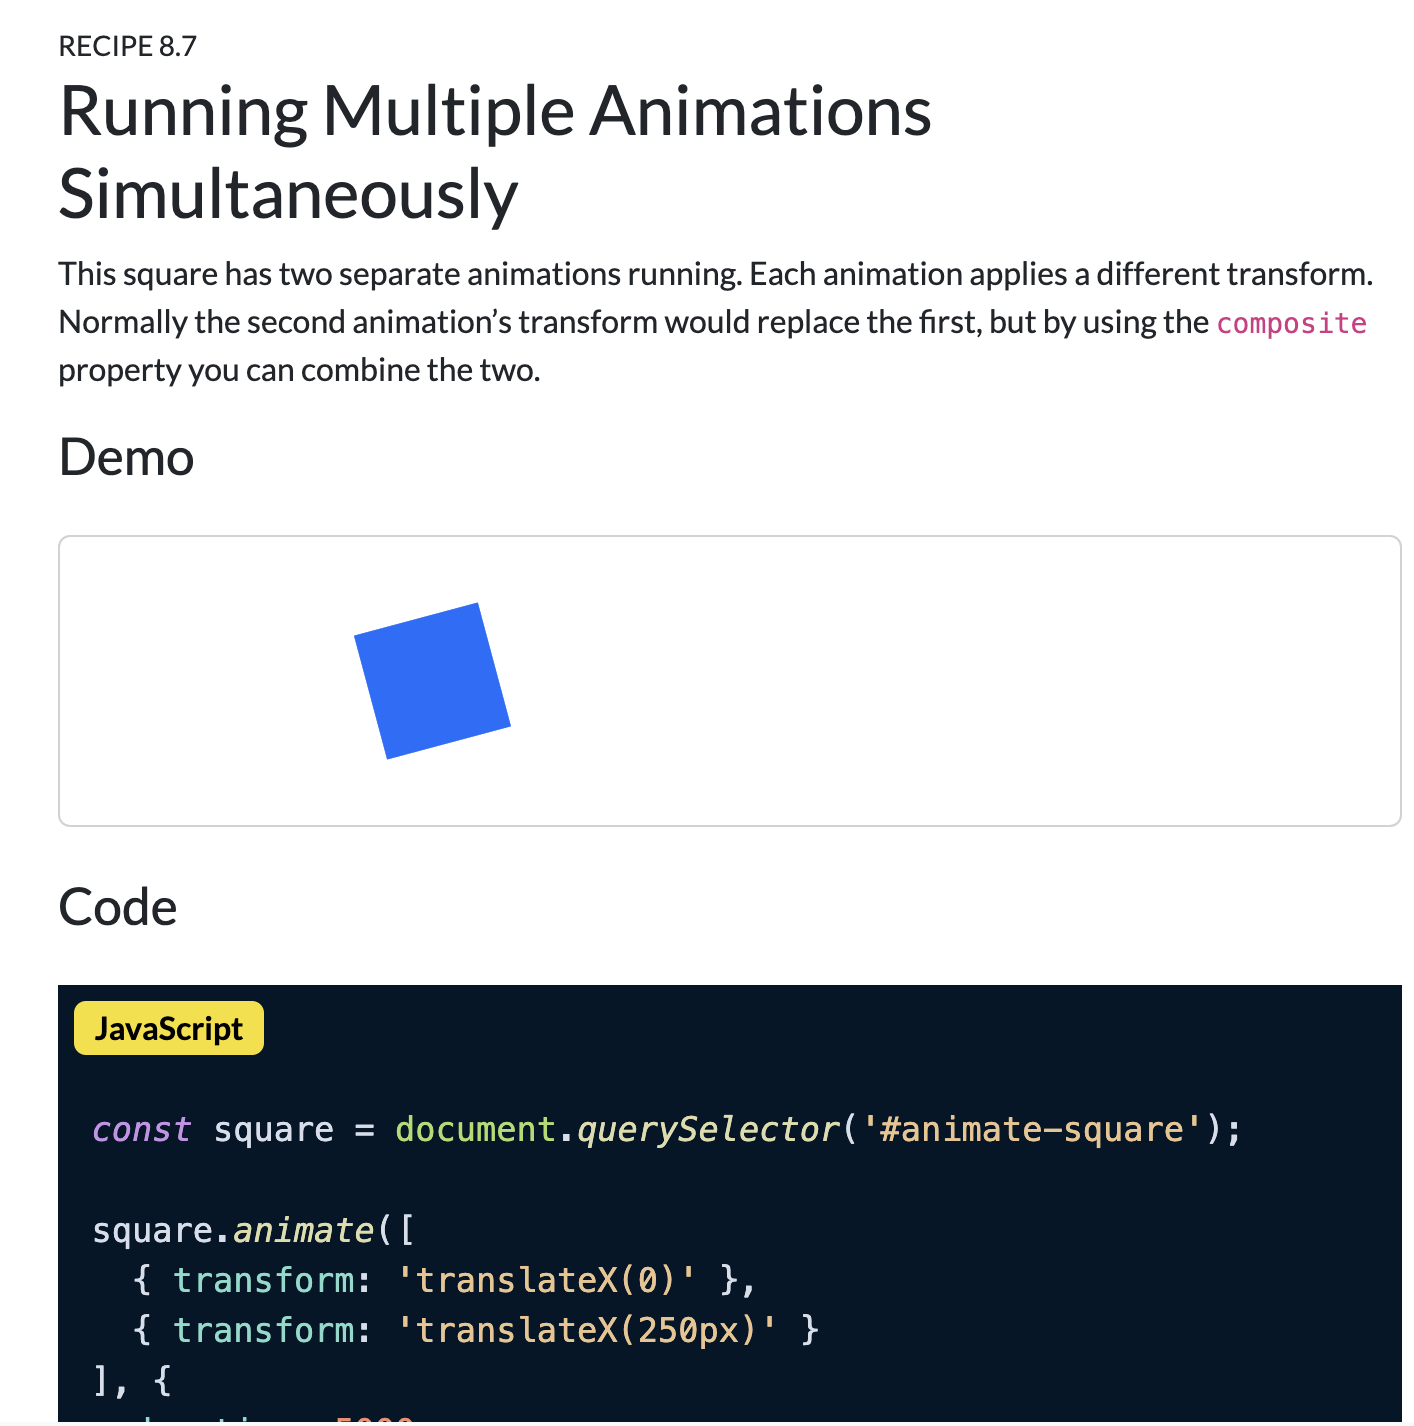 RECIPE 8.7
Running Multiple Animations
Simultaneously
This square has two separate animations running. Each animation applies a different transform.
Normally the second animation’s transform would replace the first, but by using the composite
property you can combine the two.
Demo
Code
JavaScript
const square = document.querySelector('#animate-square');
square.animate([
  { transform: 'translateX(0)' },
  { transform: 'translateX(250px)' }
], {